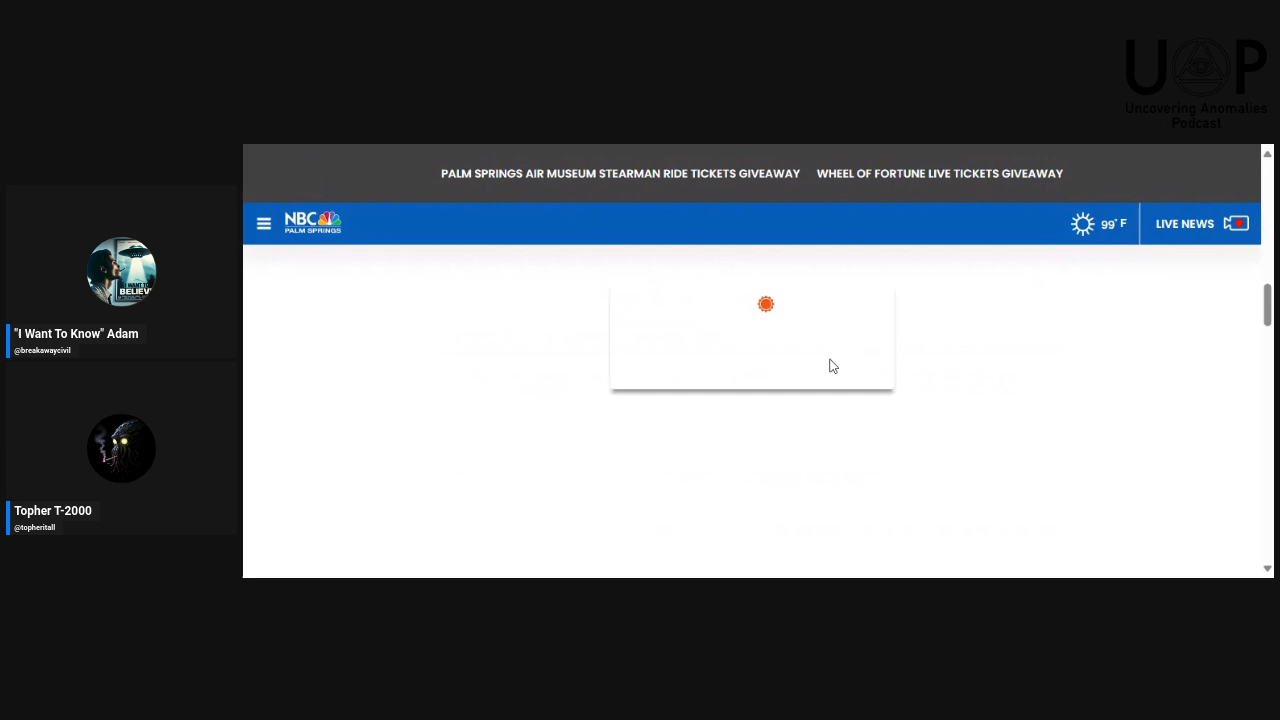 U P
Uncovering Anomalies
Podcast
PALM SPRINGS AIR MUSEUM STEARMAN RIDE TICKETS GIVEAWAY WHEEL OF FORTUNE LIVE TICKETS GIVEAWAY
NBC
PALM SPRINGS
99° F
LIVE NEWS
"I Want To Know" Adam
@breakawaycivil
Topher T-2000
@topheritall